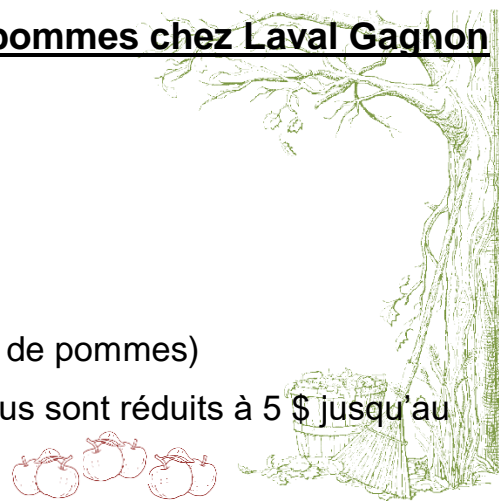 pommes chez Laval Gagnon
de pommes)
us sont réduits à 5 $ jusqu'au